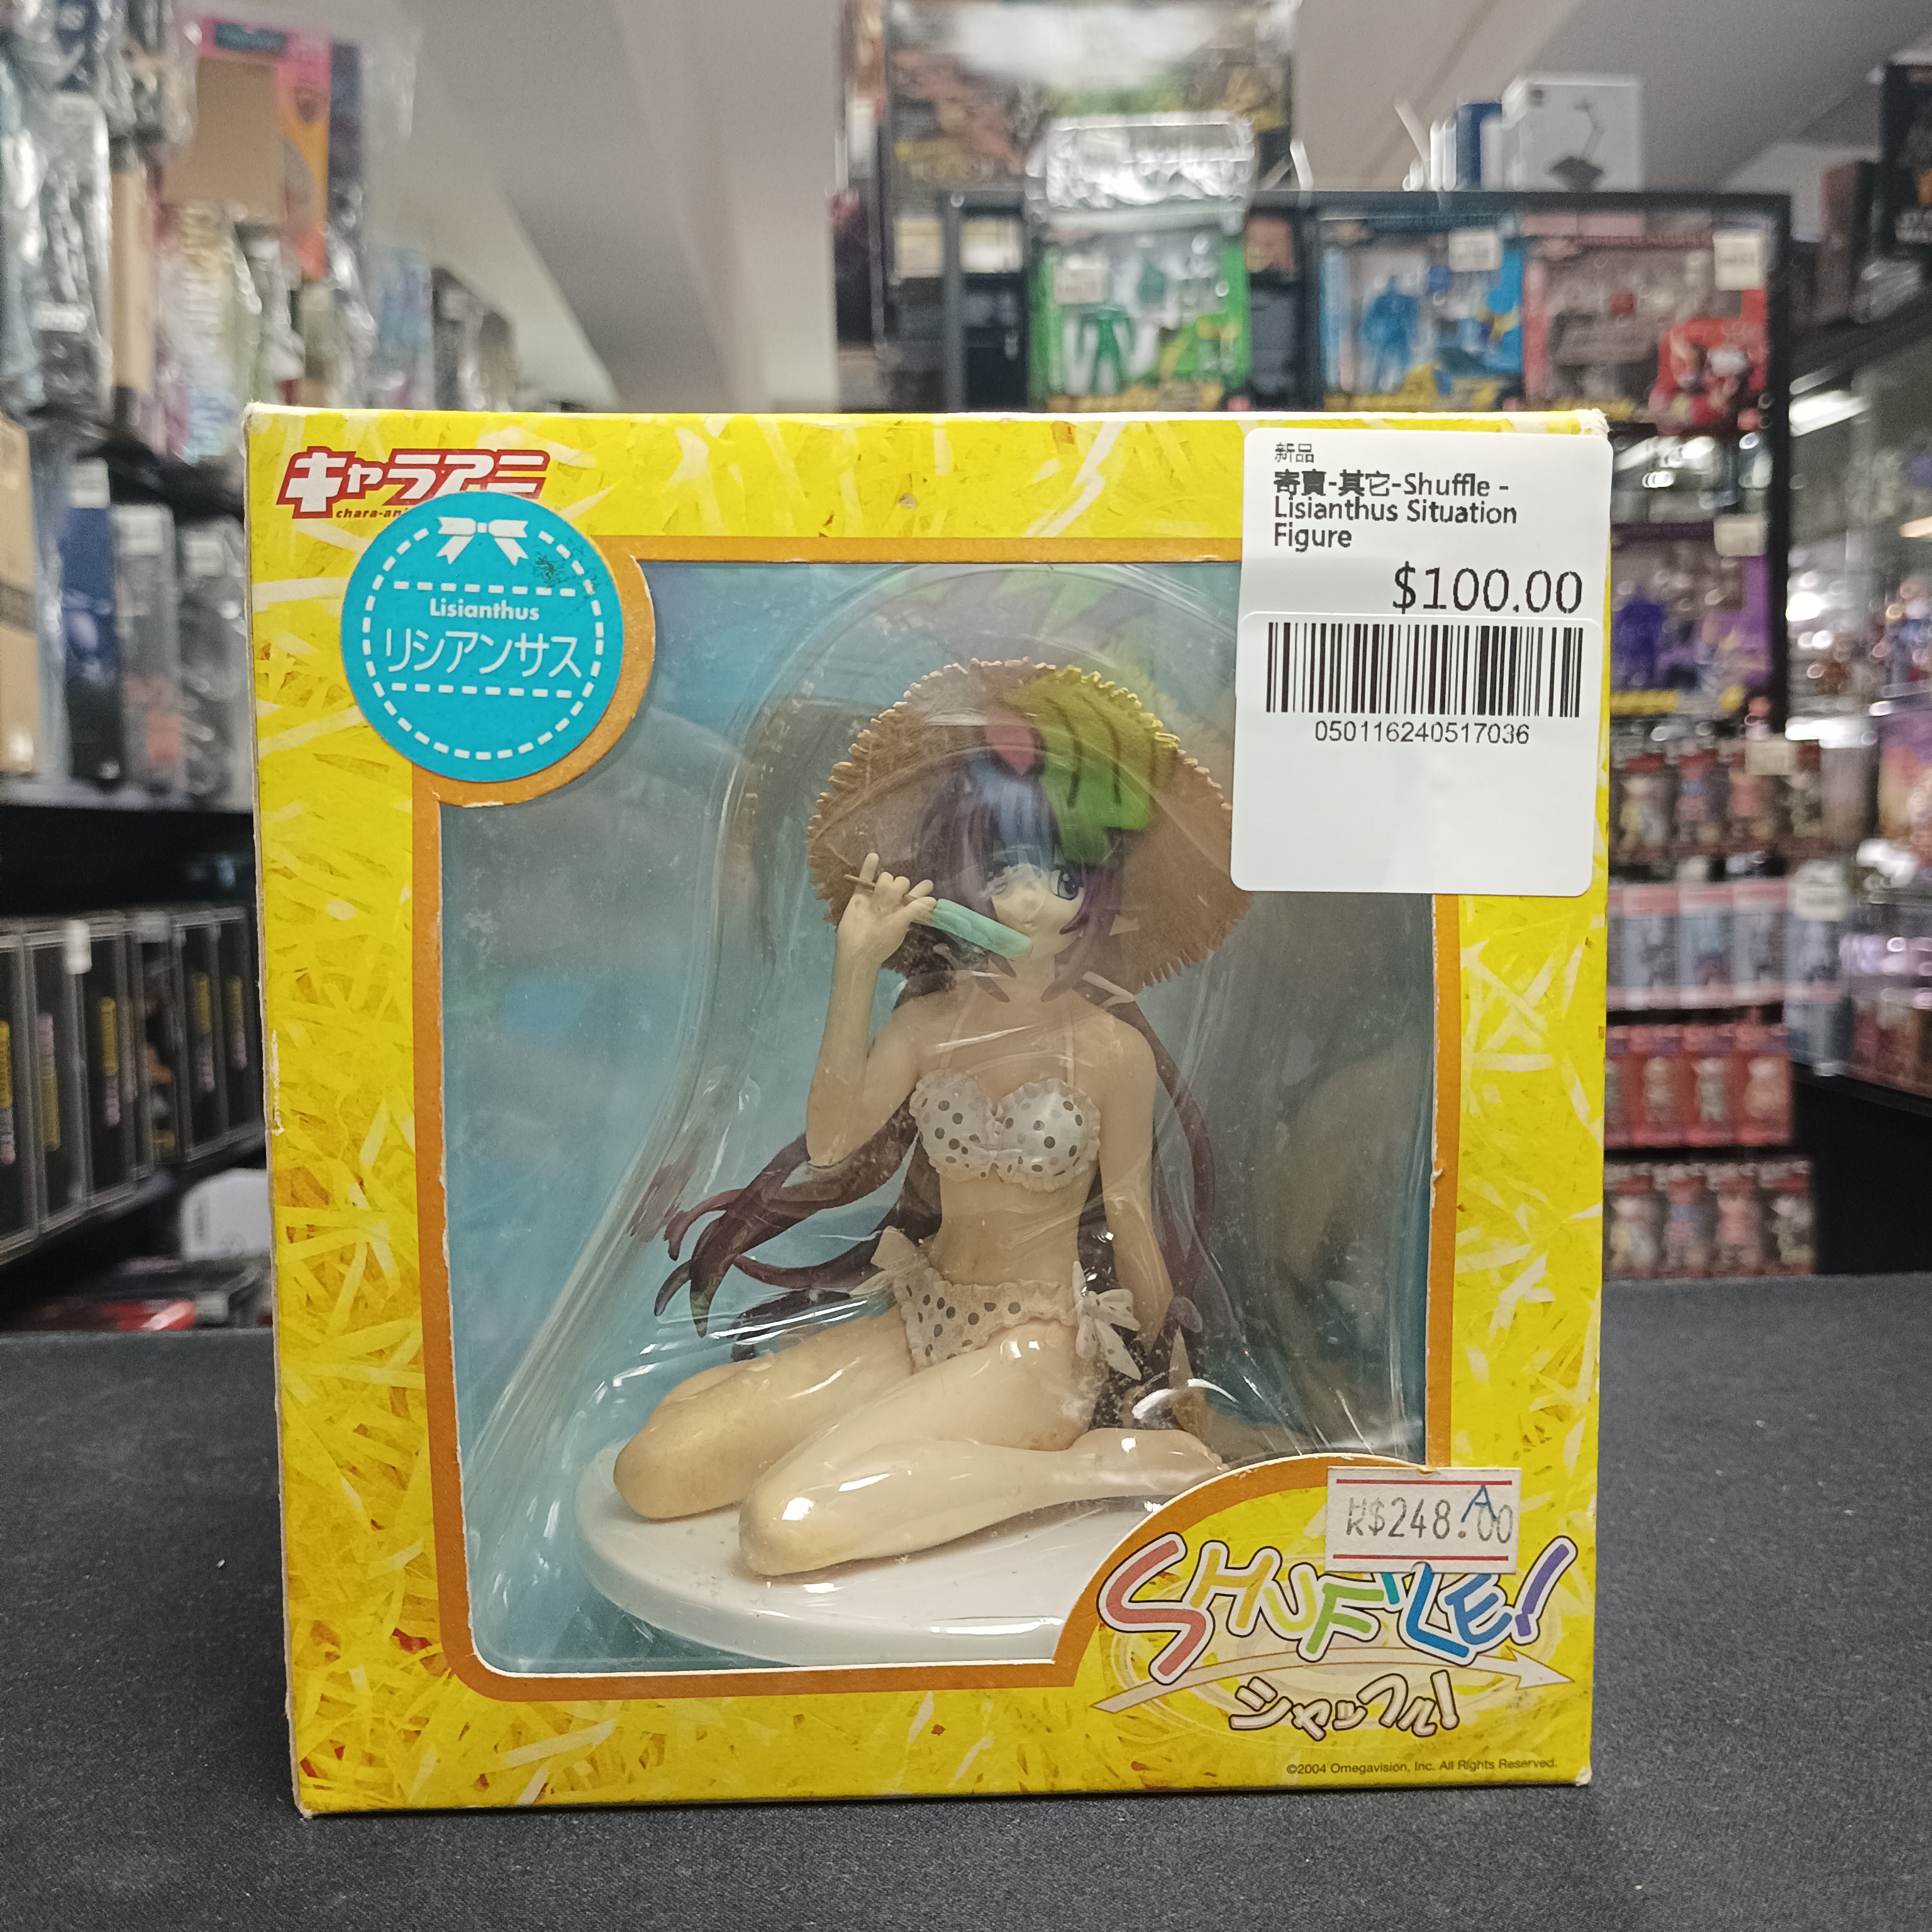 キャラアニ
chara-ani
Lisianthus
リシアンサス
新品
寄賣-其它-Shuffle -
Lisianthus Situation
Figure
$100.00
050116240517036
K$248.00
A
SHUFFLE!
シャッフル!
©2004 Omegavision, Inc. All Rights Reserved.